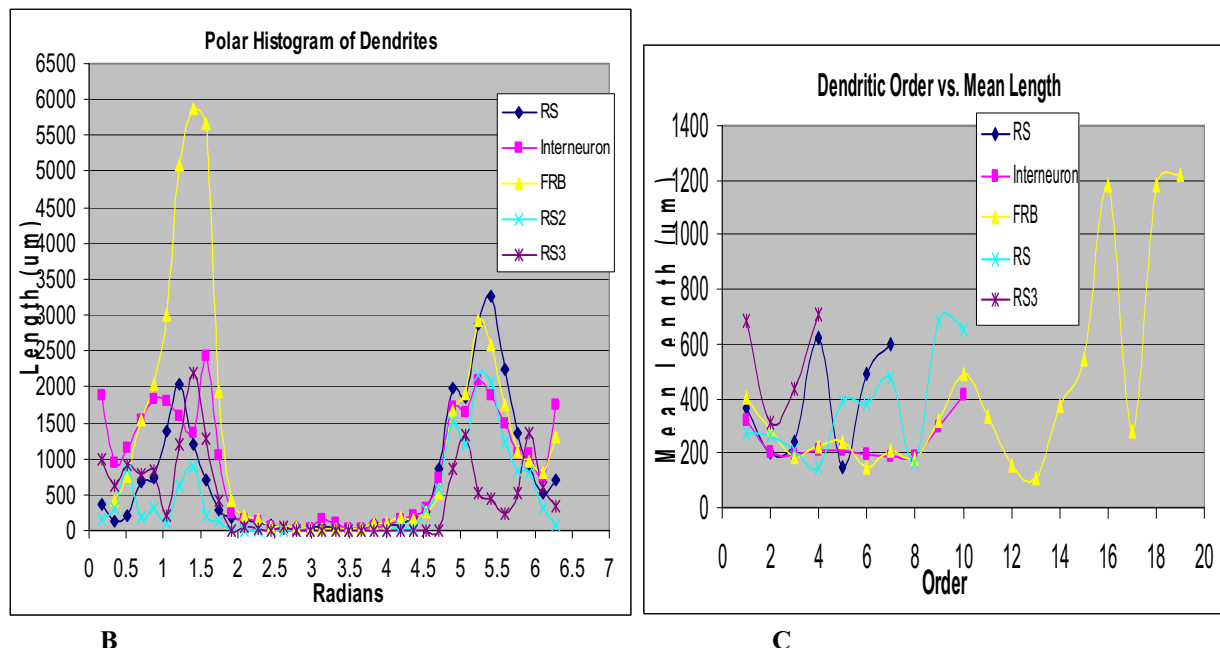 Polar Histogram of Dendrites
6500
6000
5500
5000
4500
4000
3500
3000
2500
2000
1500
1000
500
0
Length (um)
0 0.5 1 1.5 2 2.5 3 3.5 4 4.5 5 5.5 6 6.5 7
Radians
RS
Interneuron
FRB
RS2
RS3
B
Dendritic Order vs. Mean Length
1400
1200
1000
800
600
400
200
0
Mean length (um)
0 2 4 6 8 10 12 14 16 18 20
Order
RS
Interneuron
FRB
RS
RS3
C